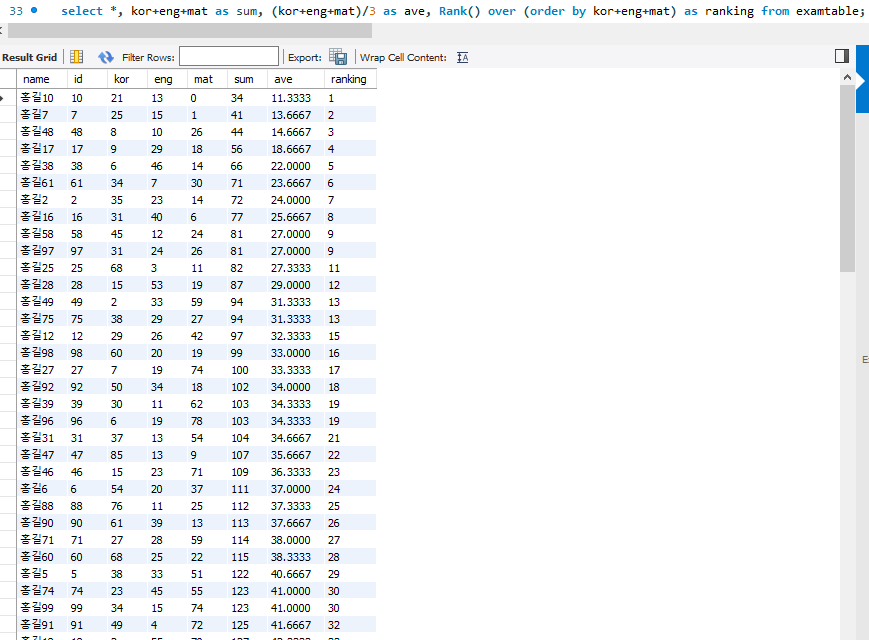 33 select *, kor+eng+mat as sum, (kor+eng+mat)/3 as ave, Rank() over (order by kor+eng+mat) as ranking from examtable;
Result Grid Filter Rows: Export: Wrap Cell Content: IA
name id kor eng mat sum ave ranking
홍길10 10 21 13 0 34 11.3333 1
홍길7 7 25 15 1 41 13.6667 2
홍길48 48 8 10 26 44 14.6667 3
홍길17 17 9 29 18 56 18.6667 4
홍길38 38 6 46 14 66 22.0000 5
홍길61 61 34 7 30 71 23.6667 6
홍길2 2 35 23 14 72 24.0000 7
홍길16 16 31 40 6 77 25.6667 8
홍길58 58 45 12 24 81 27.0000 9
홍길97 97 31 24 26 81 27.0000 9
홍길25 25 68 3 11 82 27.3333 11
홍길28 28 15 53 19 87 29.0000 12
홍길49 49 2 33 59 94 31.3333 13
홍길75 75 38 29 27 94 31.3333 13
홍길12 12 29 26 42 97 32.3333 15
홍길98 98 60 20 19 99 33.0000 16
홍길27 27 7 19 74 100 33.3333 17
홍길92 92 50 34 18 102 34.0000 18
홍길39 39 30 11 62 103 34.3333 19
홍길96 96 6 19 78 103 34.3333 19
홍길31 31 37 13 54 104 34.6667 21
홍길47 47 85 13 9 107 35.6667 22
홍길46 46 15 23 71 109 36.3333 23
홍길6 6 54 20 37 111 37.0000 24
홍길88 88 76 11 25 112 37.3333 25
홍길90 90 61 39 13 113 37.6667 26
홍길71 71 27 28 59 114 38.0000 27
홍길60 60 68 25 22 115 38.3333 28
홍길5 5 38 33 51 122 40.6667 29
홍길74 74 23 45 55 123 41.0000 30
홍길99 99 34 15 74 123 41.0000 30
홍길91 91 49 4 72 125 41.6667 32